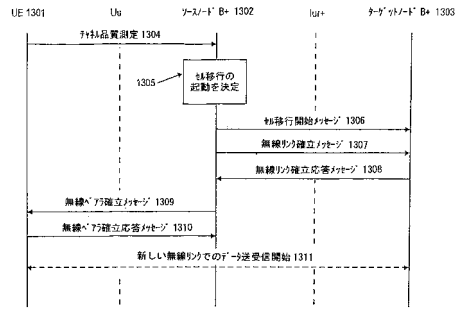 UE 1301 Uu ソースノードB+ 1302 Iur+ ターゲットノードB+ 1303
チャネル品質測定 1304
1305
セル移行の
起動を決定
セル移行開始メッセージ 1306
無線リンク確立メッセージ 1307
無線リンク確立応答メッセージ 1308
無線ベアラ確立メッセージ 1309
無線ベアラ確立応答メッセージ 1310
新しい無線リンクでのデータ送受信開始 1311